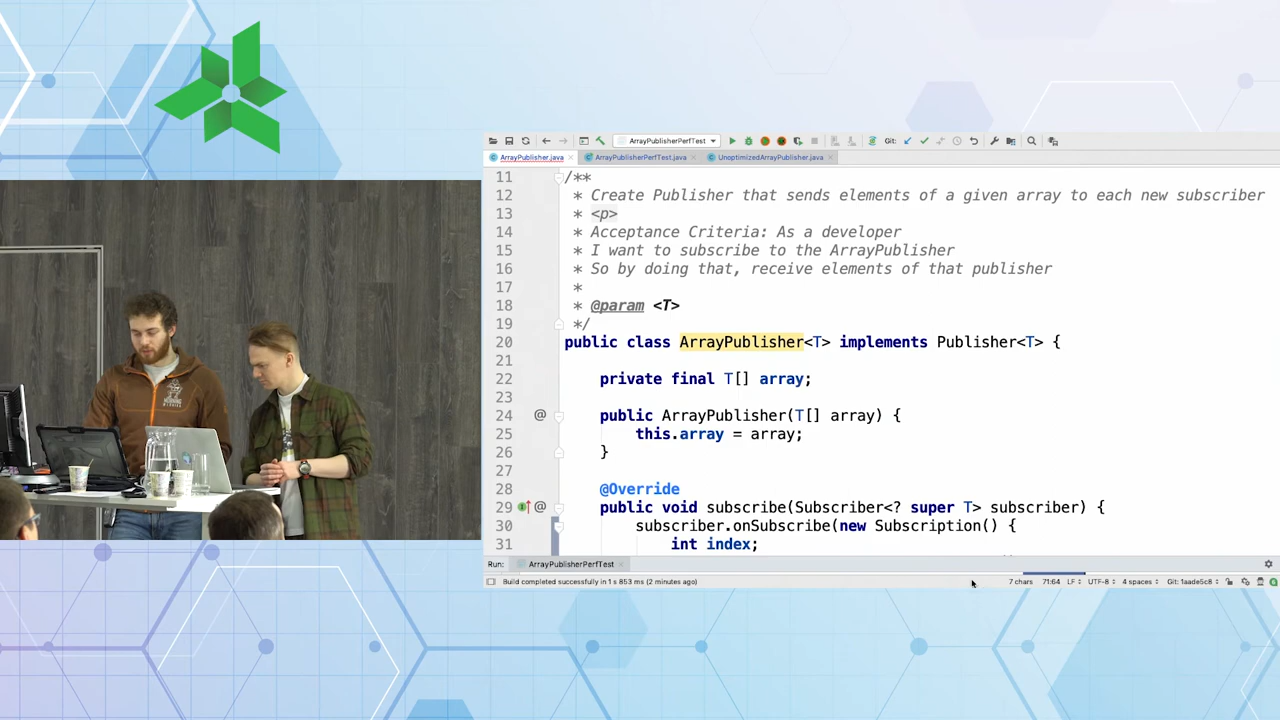 ArrayPublisherPerfTest
Git:
ArrayPublisher.java
ArrayPublisherPerfTest.java
UnoptimizedArrayPublisher.java
11 /**
12 * Create Publisher that sends elements of a given array to each new subscriber
13 * <p>
14 * Acceptance Criteria: As a developer
15 * I want to subscribe to the ArrayPublisher
16 * So by doing that, receive elements of that publisher
17 *
18 * @param <T>
19 */
20 public class ArrayPublisher<T> implements Publisher<T> {
21
22 private final T[] array;
23
24 @ public ArrayPublisher(T[] array) {
25 this.array = array;
26 }
27
28 @Override
29 @ public void subscribe(Subscriber<? super T> subscriber) {
30 subscriber.onSubscribe(new Subscription() {
31 int index;
Run: ArrayPublisherPerfTest
Build completed successfully in 1 s 853 ms (2 minutes ago)
7 chars 71:64 LF UTF-8 4 spaces Git: 1aade5c8